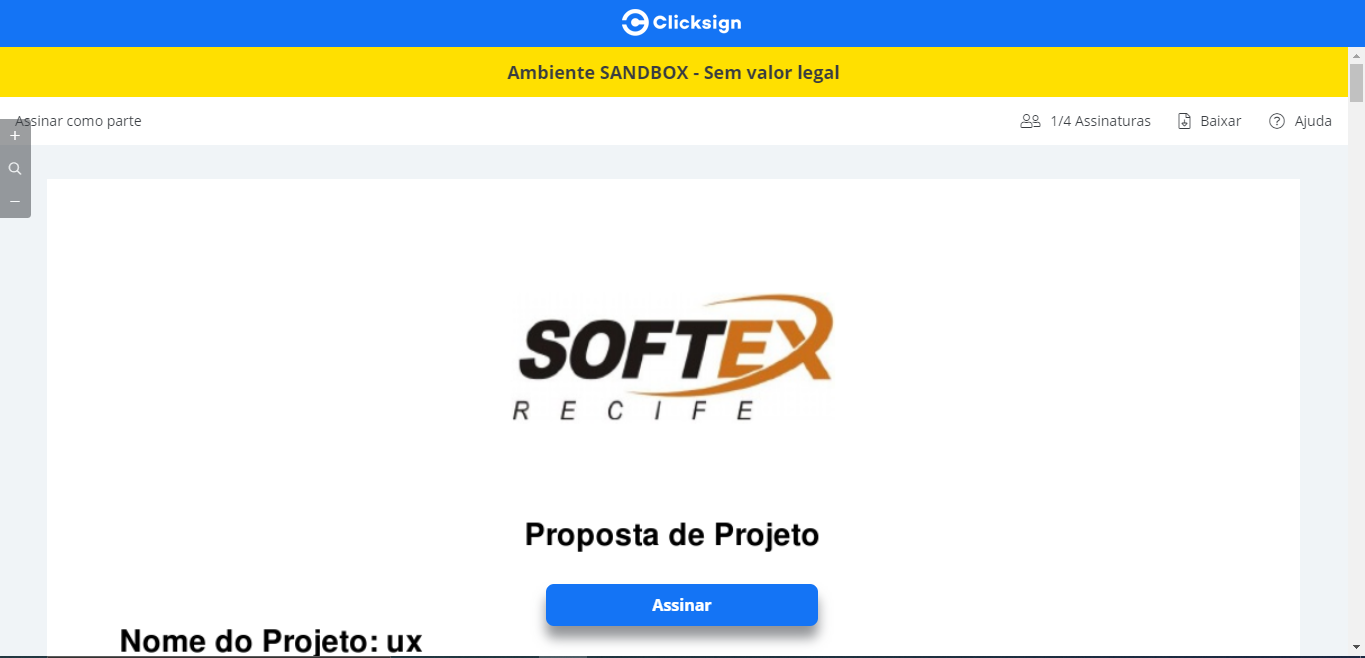 Clicksign
Ambiente SANDBOX - Sem valor legal
Assinar como parte
1/4 Assinaturas
Baixar
? Ajuda
+
−
SOFTEX
RECIFE
Proposta de Projeto
Assinar
Nome do Projeto: ux